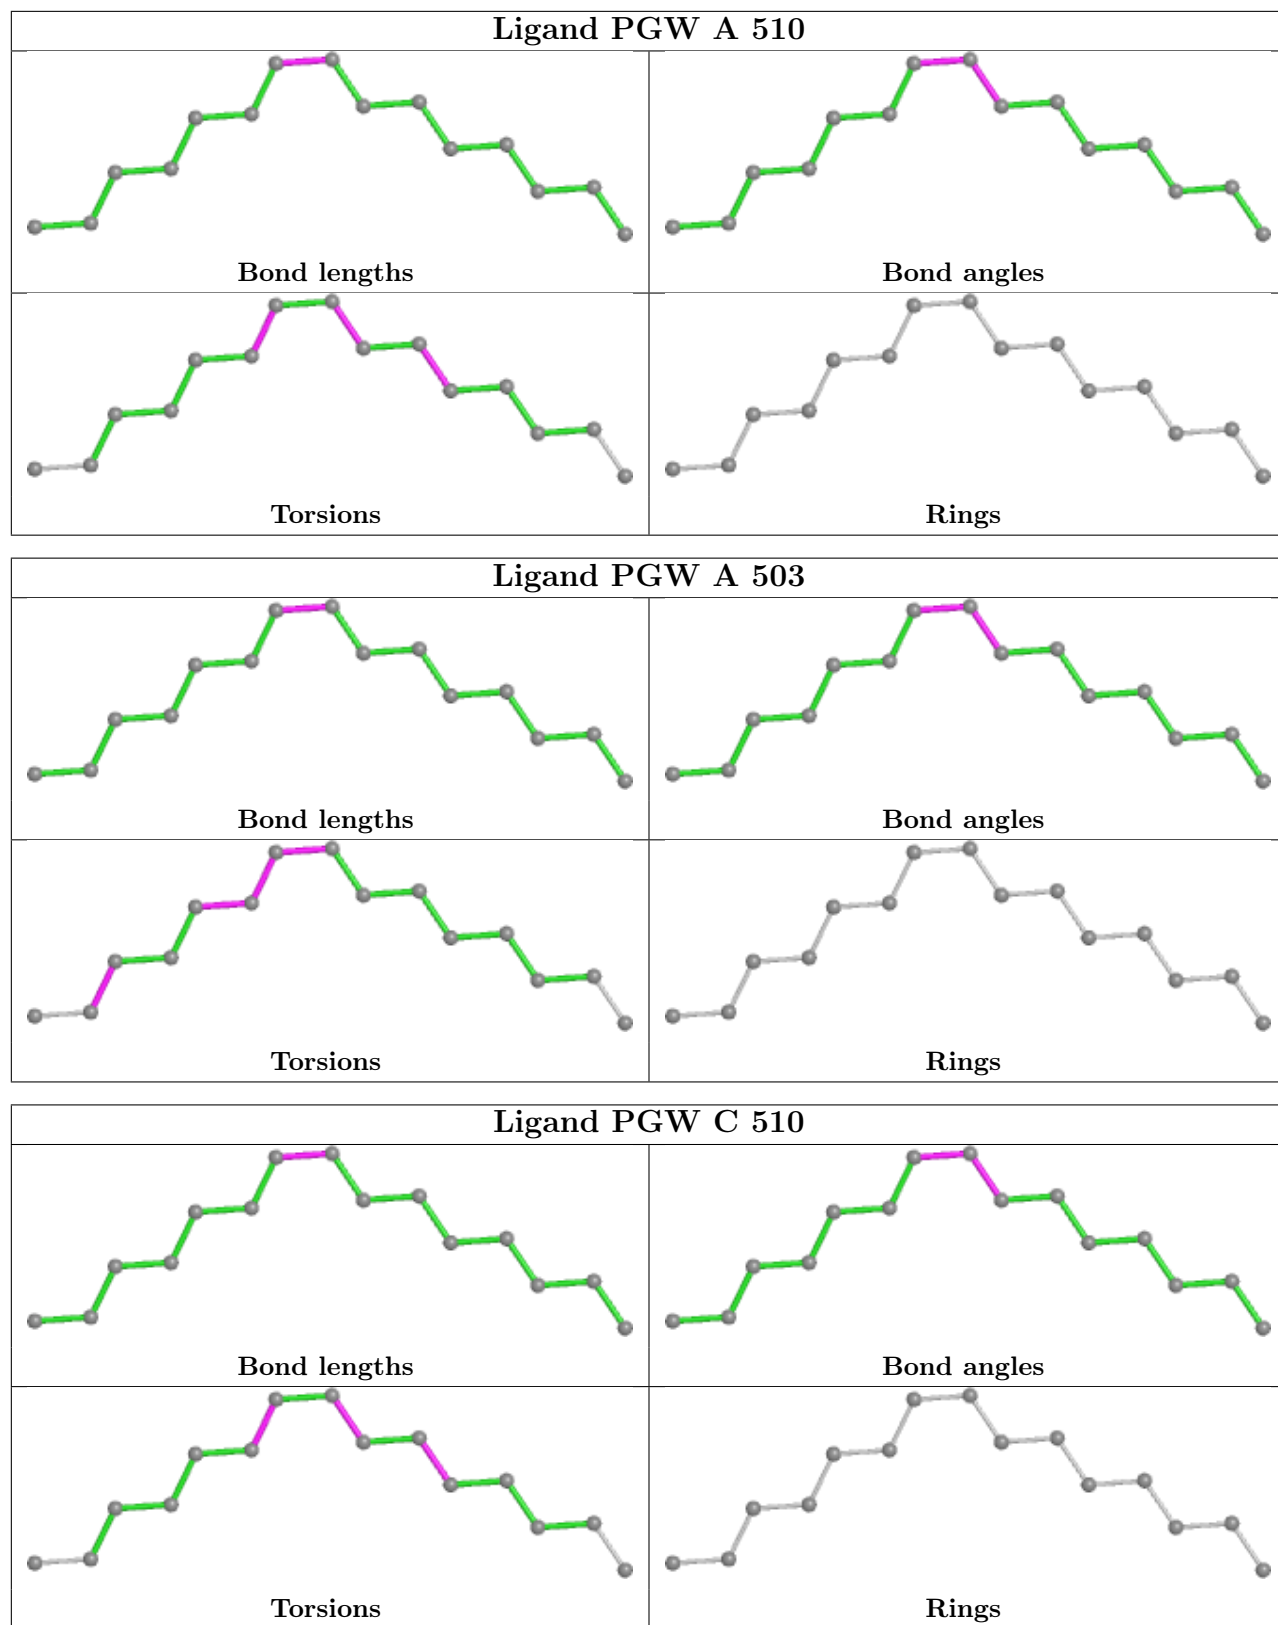 Ligand PGW A 510
Bond lengths
Bond angles
Torsions
Rings
Ligand PGW A 503
Bond lengths
Bond angles
Torsions
Rings
Ligand PGW C 510
Bond lengths
Bond angles
Torsions
Rings